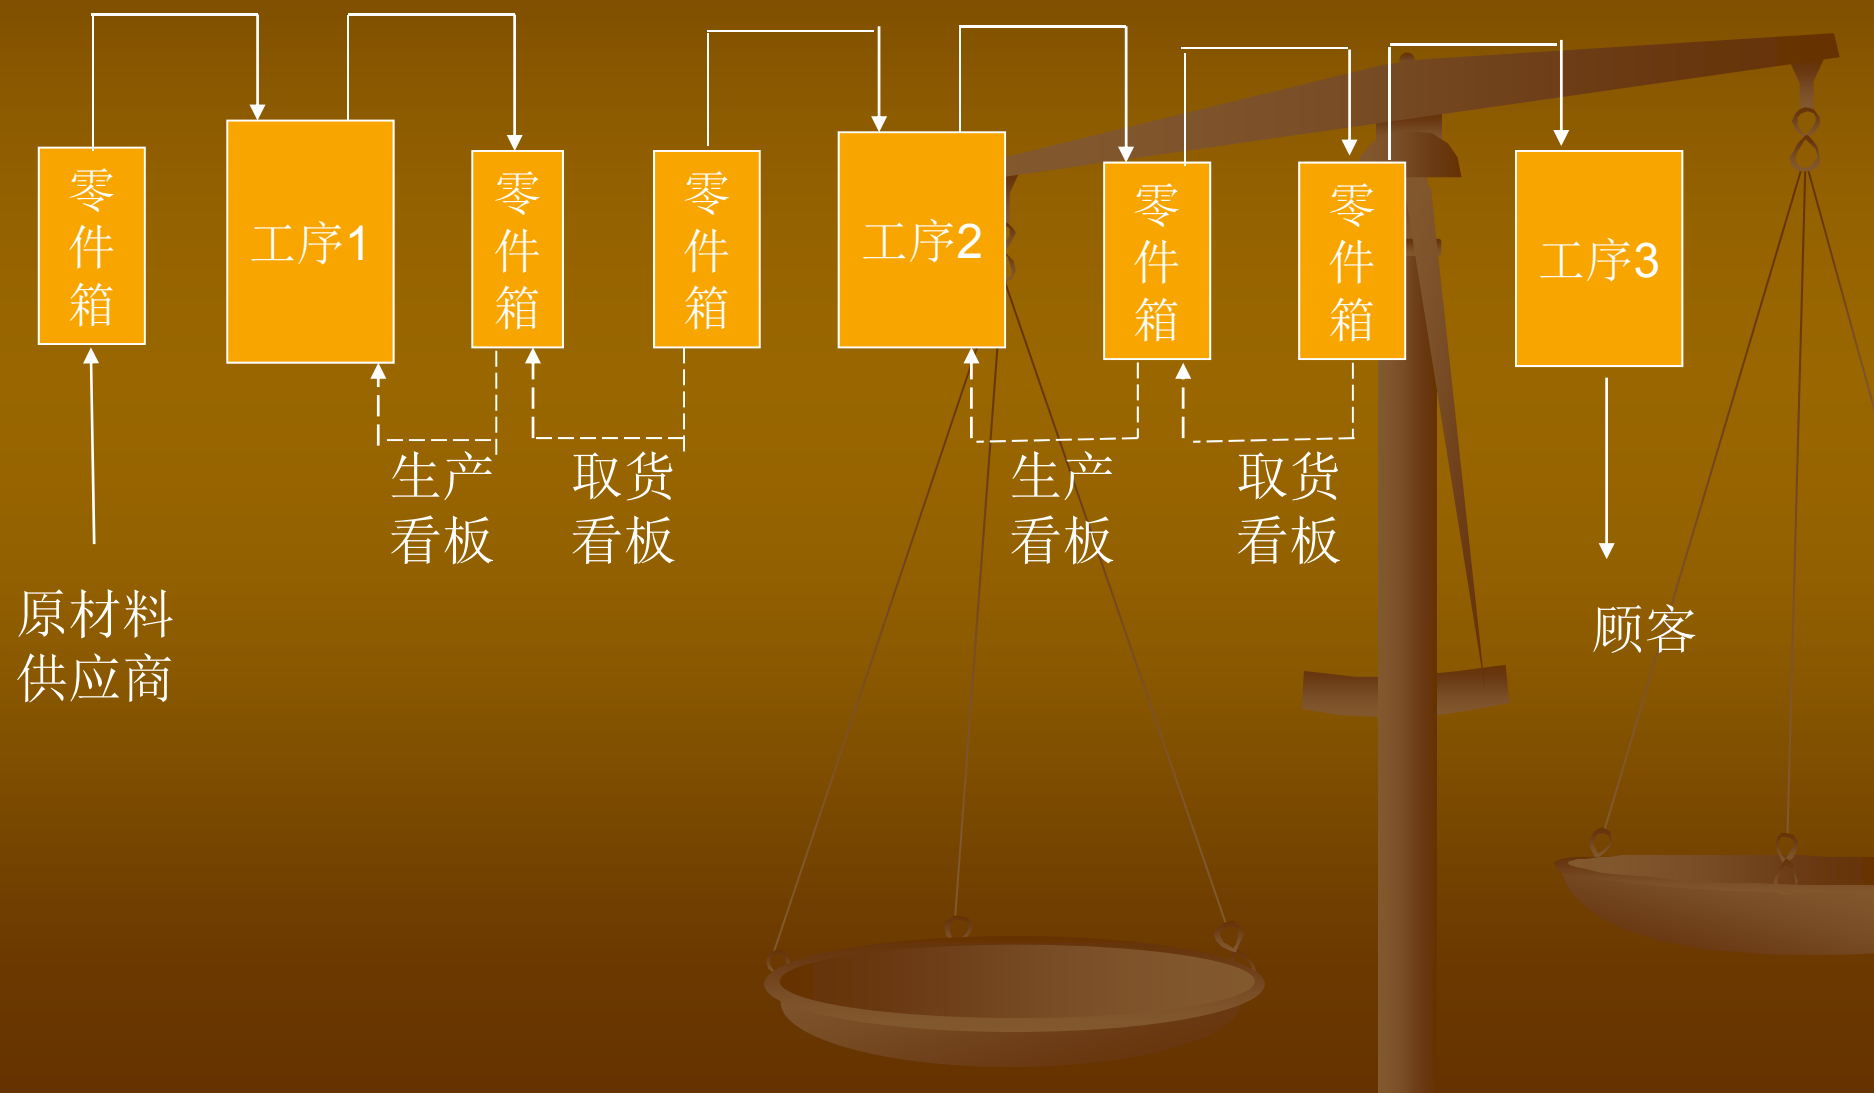 零
件
箱
工序1
零
件
箱
零
件
箱
工序2
零
件
箱
零
件
箱
工序3
生产
看板
取货
看板
生产
看板
取货
看板
原材料
供应商
顾客